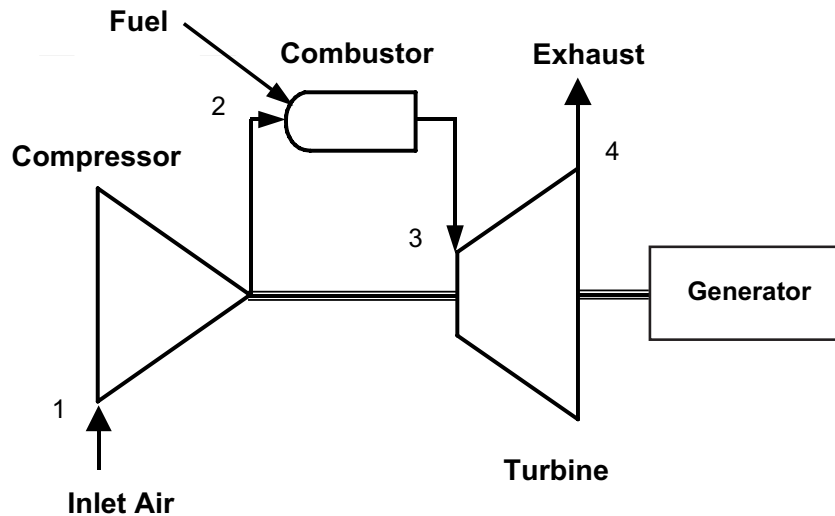 Fuel
Combustor
Exhaust
2
Compressor
4
3
Generator
1
Turbine
Inlet Air